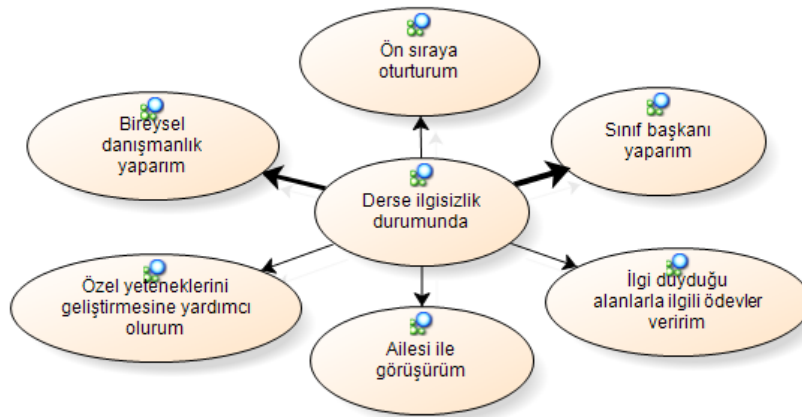 Ön sıraya
oturturum
Bireysel
danışmanlık
yaparım
Sınıf başkanı
yaparım
Derse ilgisizlik
durumunda
Özel yeteneklerini
geliştirmesine yardımcı
olurum
Ailesi ile
görüşürüm
İlgi duyduğu
alanlarla ilgili ödevler
veririm